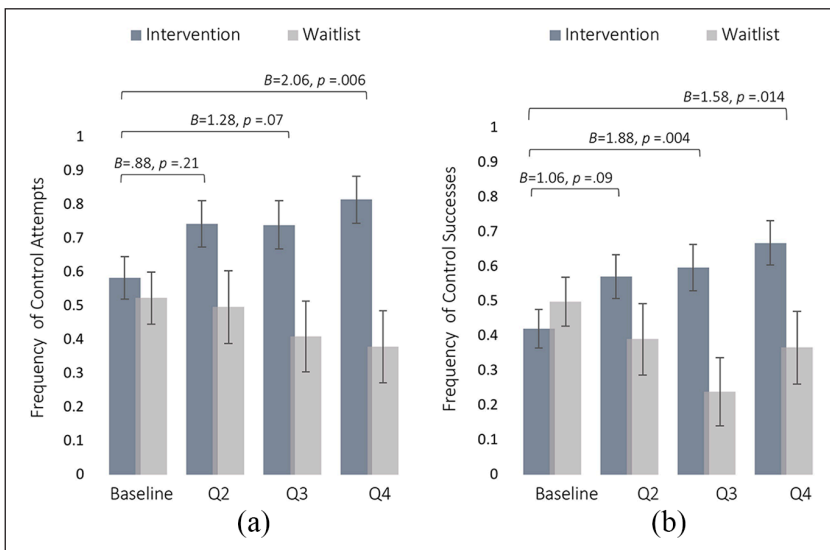 Intervention Waitlist
B=2.06, p =.006
B=1.28, p =.07
B=.88, p =.21
Frequency of Control Attempts
1
0.9
0.8
0.7
0.6
0.5
0.4
0.3
0.2
0.1
0
Baseline Q2 Q3 Q4
(a)
Intervention Waitlist
B=1.58, p =.014
B=1.88, p =.004
B=1.06, p =.09
Frequency of Control Successes
1
0.9
0.8
0.7
0.6
0.5
0.4
0.3
0.2
0.1
0
Baseline Q2 Q3 Q4
(b)